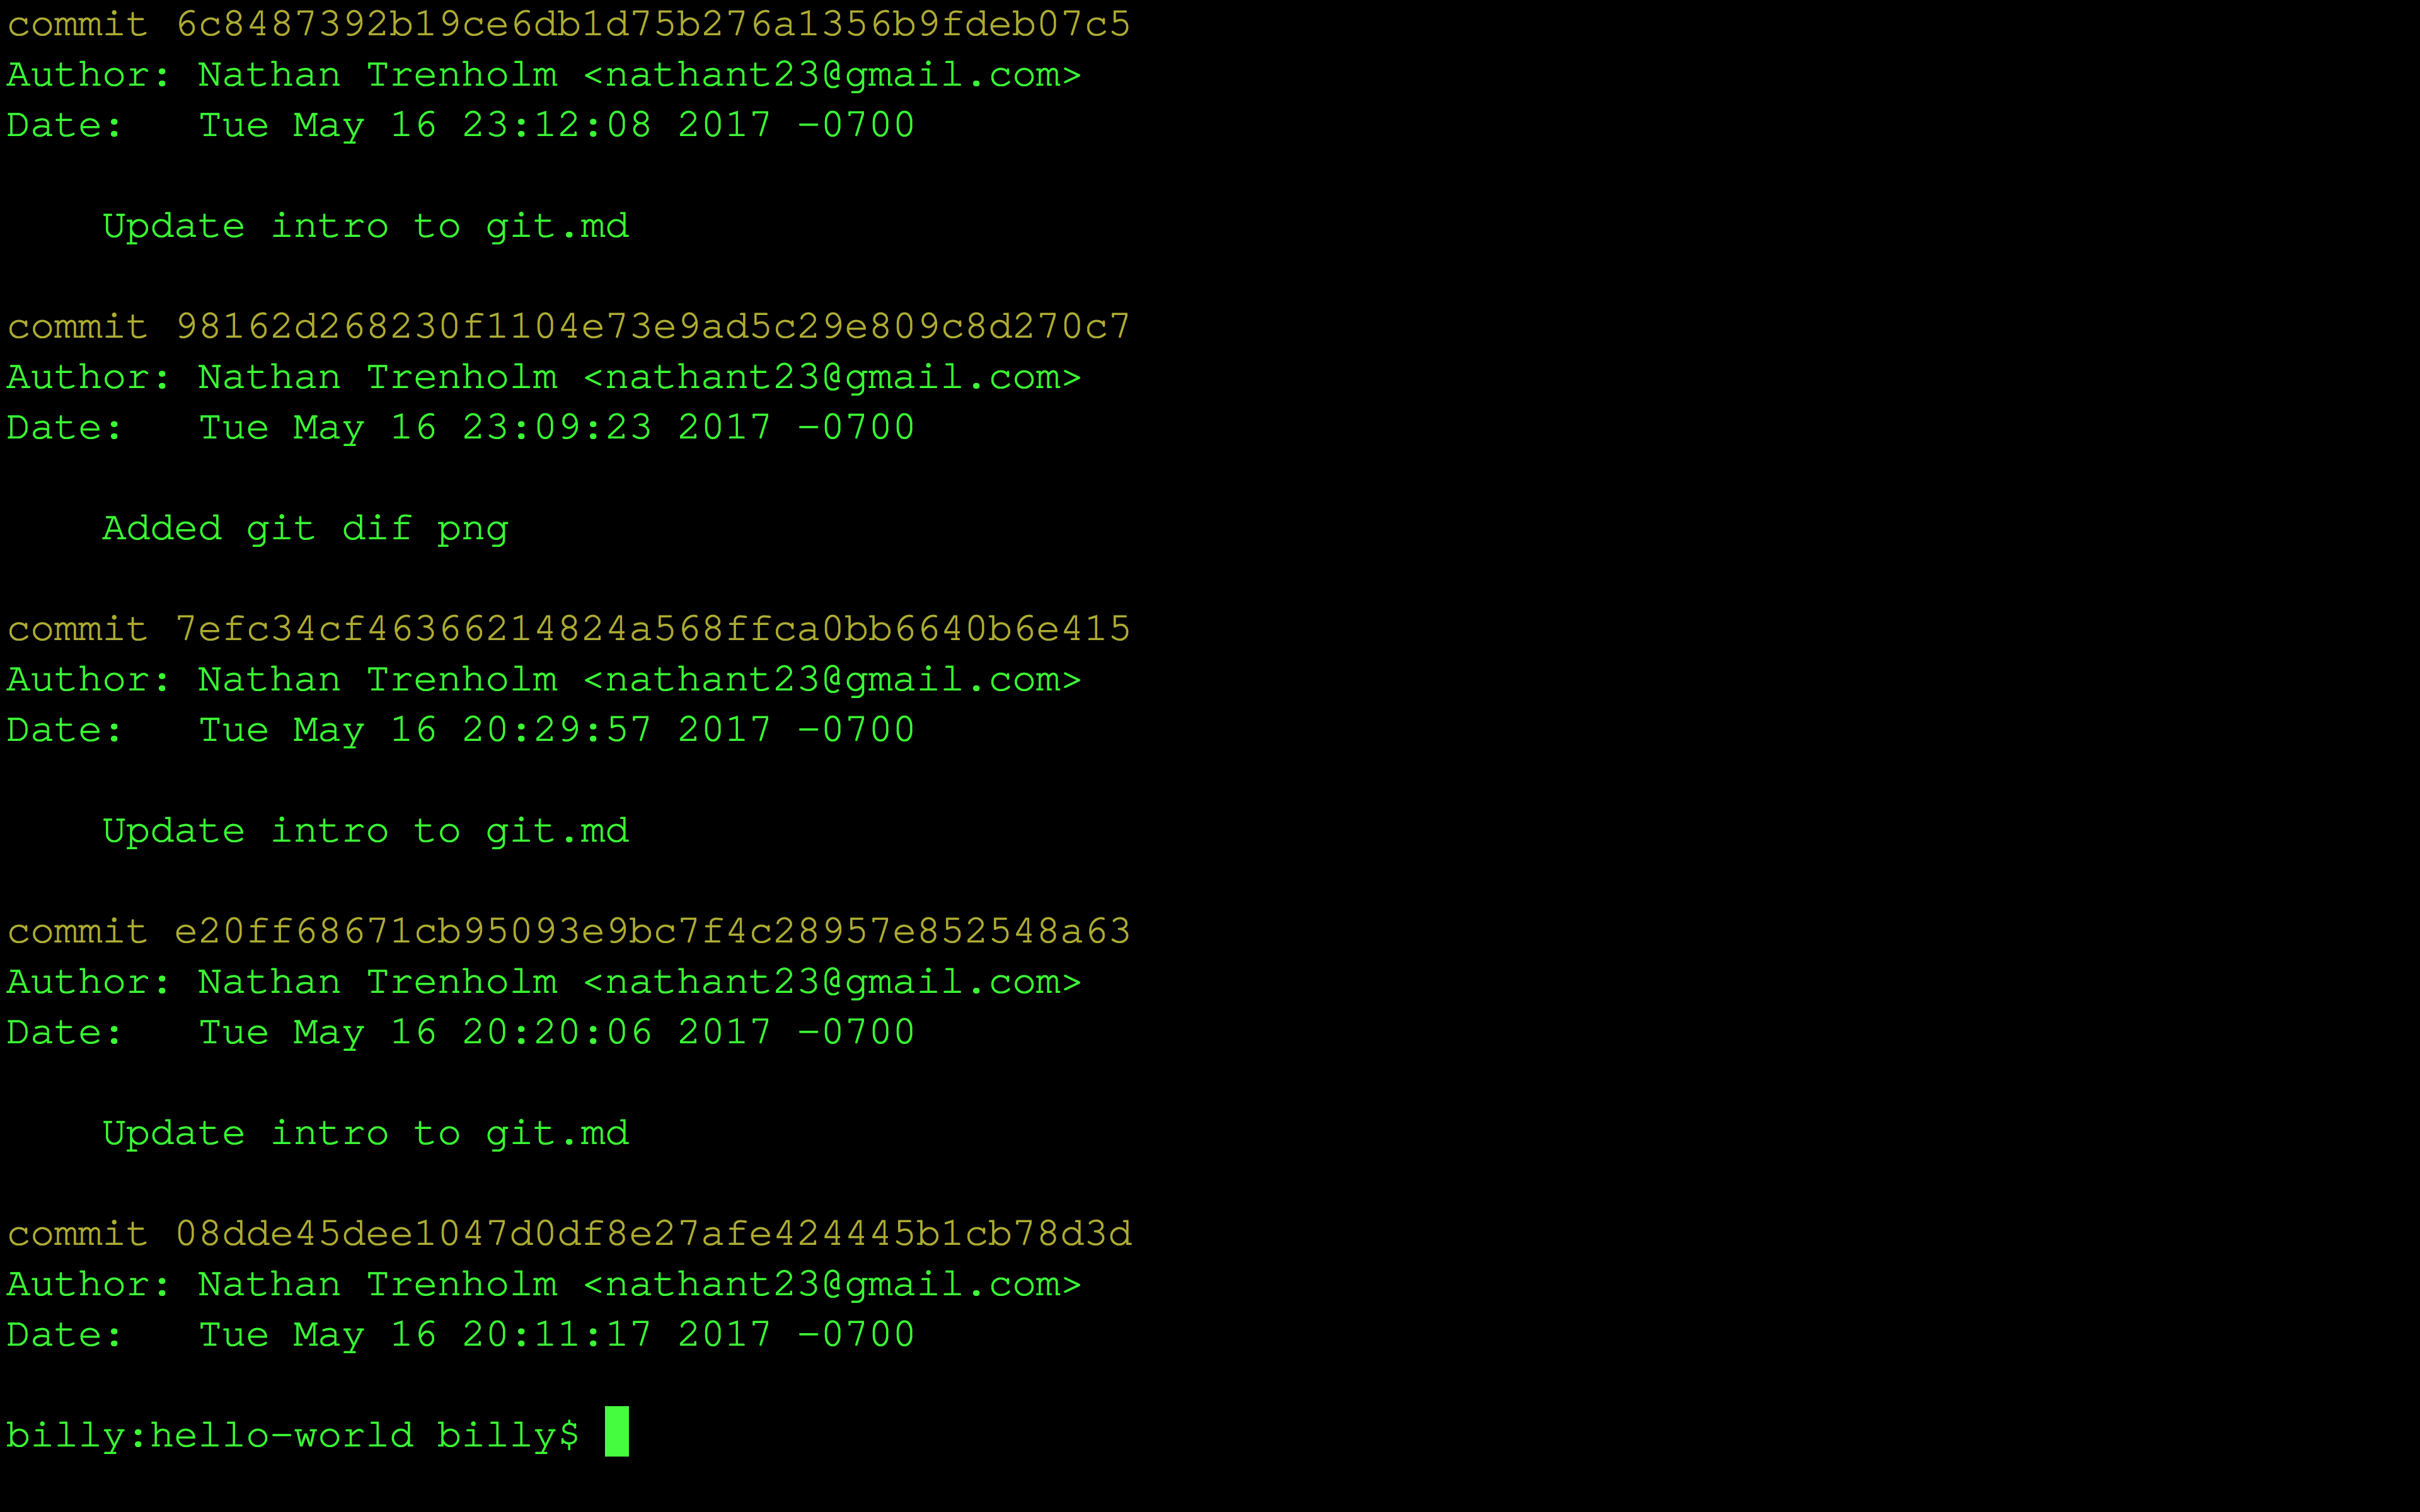 commit 6c8487392b19ce6db1d75b276a1356b9fdeb07c5
Author: Nathan Trenholm <nathant23@gmail.com>
Date:   Tue May 16 23:12:08 2017 -0700
    Update intro to git.md
commit 98162d268230f1104e73e9ad5c29e809c8d270c7
Author: Nathan Trenholm <nathant23@gmail.com>
Date:   Tue May 16 23:09:23 2017 -0700
    Added git dif png
commit 7efc34cf46366214824a568ffca0bb6640b6e415
Author: Nathan Trenholm <nathant23@gmail.com>
Date:   Tue May 16 20:29:57 2017 -0700
    Update intro to git.md
commit e20ff68671cb95093e9bc7f4c28957e852548a63
Author: Nathan Trenholm <nathant23@gmail.com>
Date:   Tue May 16 20:20:06 2017 -0700
    Update intro to git.md
commit 08dde45dee1047d0df8e27afe424445b1cb78d3d
Author: Nathan Trenholm <nathant23@gmail.com>
Date:   Tue May 16 20:11:17 2017 -0700
billy:hello-world billy$